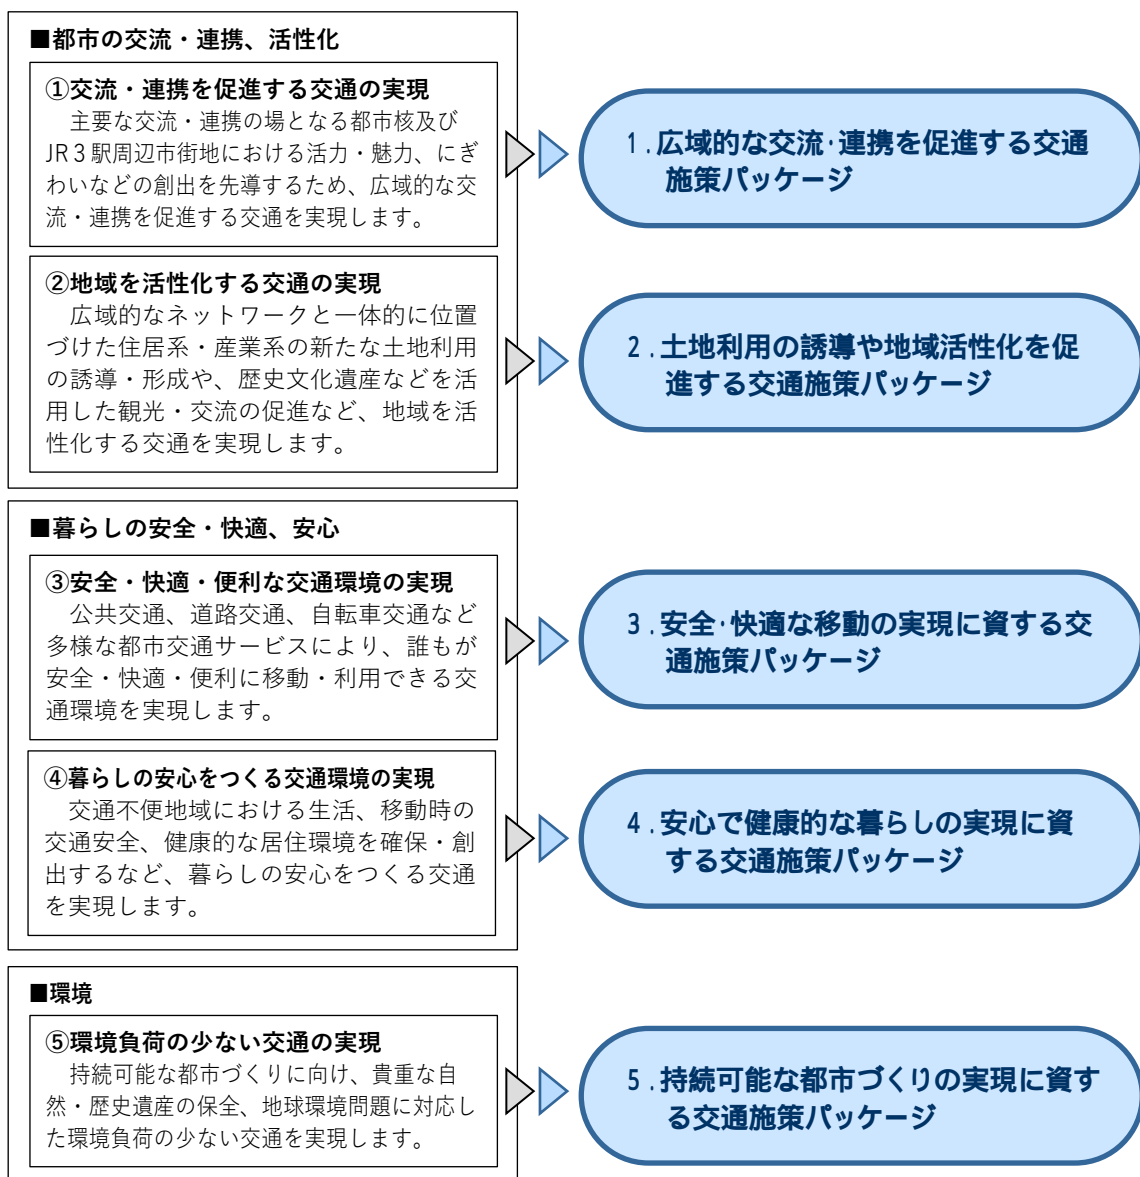 ■都市の交流・連携、活性化
①交流・連携を促進する交通の実現
主要な交流・連携の場となる都市核及び
JR３駅周辺市街地における活力・魅力、にぎ
わいなどの創出を先導するため、広域的な交
流・連携を促進する交通を実現します。
1.広域的な交流･連携を促進する交通
施策パッケージ
②地域を活性化する交通の実現
広域的なネットワークと一体的に位置
づけた住居系・産業系の新たな土地利用
の誘導・形成や、歴史文化遺産などを活
用した観光・交流の促進など、地域を活
性化する交通を実現します。
2.土地利用の誘導や地域活性化を促
進する交通施策パッケージ
■暮らしの安全・快適、安心
③安全・快適・便利な交通環境の実現
公共交通、道路交通、自転車交通など
多様な都市交通サービスにより、誰もが
安全・快適・便利に移動・利用できる交
通環境を実現します。
3.安全･快適な移動の実現に資する交
通施策パッケージ
④暮らしの安心をつくる交通環境の実現
交通不便地域における生活、移動時の
交通安全、健康的な居住環境を確保・創
出するなど、暮らしの安心をつくる交通
を実現します。
4.安心で健康的な暮らしの実現に資
する交通施策パッケージ
■環境
⑤環境負荷の少ない交通の実現
持続可能な都市づくりに向け、貴重な自
然・歴史遺産の保全、地球環境問題に対応し
た環境負荷の少ない交通を実現します。
5.持続可能な都市づくりの実現に資す
る交通施策パッケージ